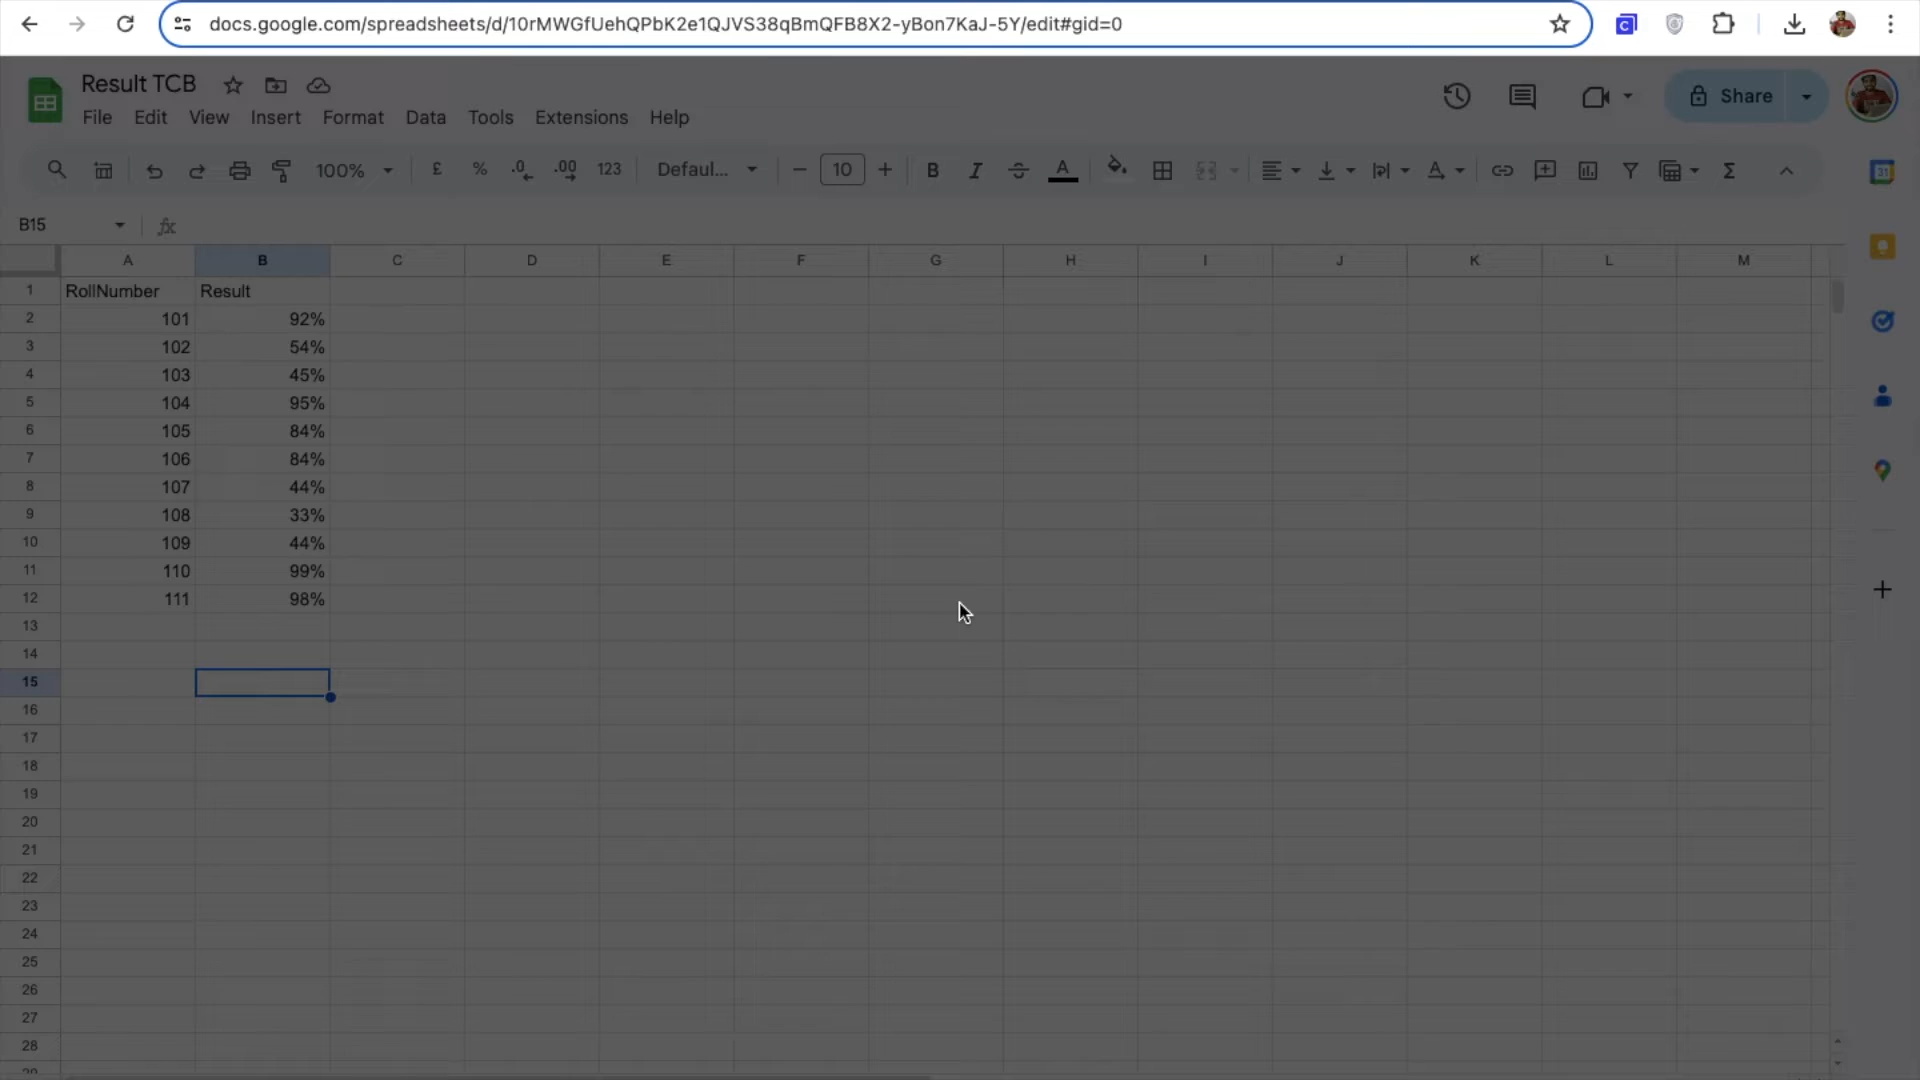 docs.google.com/spreadsheets/d/10rMWGfUehQPbK2e1QJVS38qBmQFB8X2-yBon7KaJ-5Y/edit#gid=0
Result TCB
File Edit View Insert Format Data Tools Extensions Help
Share
100% £ % .0 .00 123 Defaul... 10 B I S A A Σ
31
B15 fx
A B C D E F G H I J K L M
1 RollNumber Result
2 101 92%
3 102 54%
4 103 45%
5 104 95%
6 105 84%
7 106 84%
8 107 44%
9 108 33%
10 109 44%
11 110 99%
12 111 98%
13
14
15
16
17
18
19
20
21
22
23
24
25
26
27
28
29